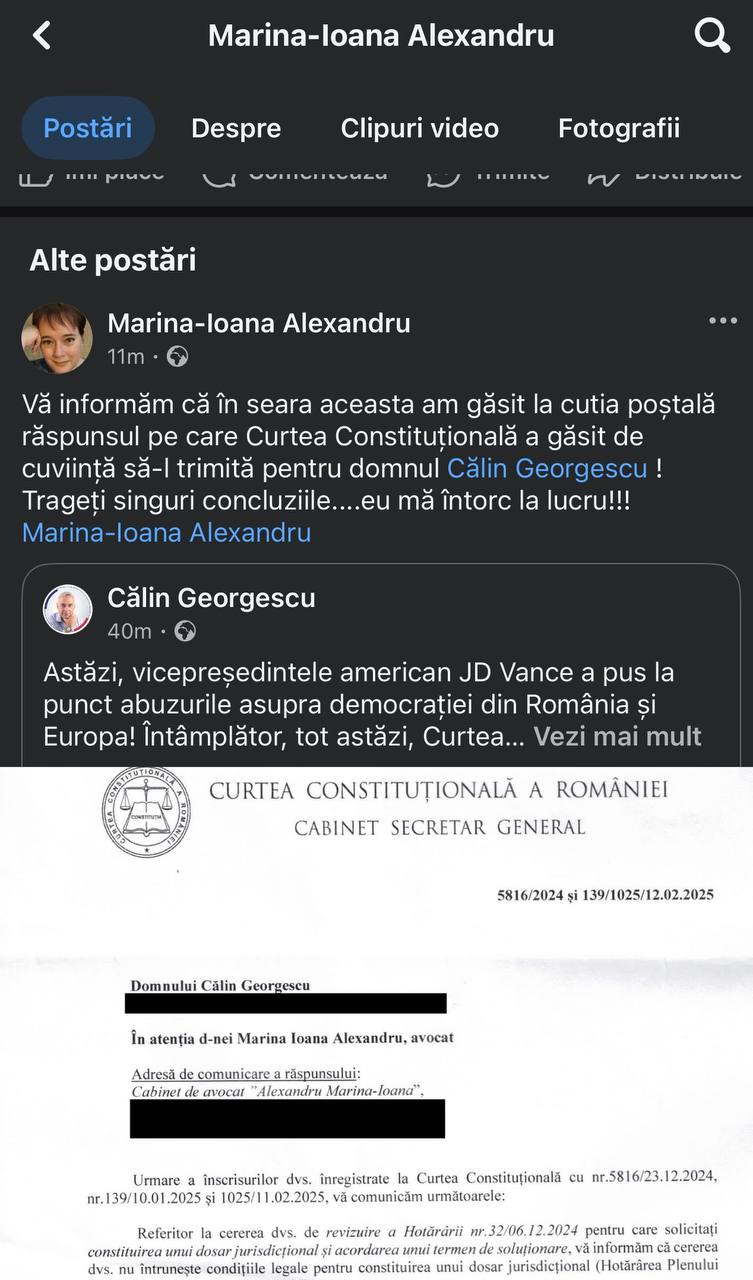 Marina-Ioana Alexandru
Postări Despre Clipuri video Fotografii
Îmi place Comentează Trimite Distribuie
Alte postări
Marina-Ioana Alexandru
11m ·
Vă informăm că în seara aceasta am găsit la cutia poștală
răspunsul pe care Curtea Constituțională a găsit de
cuviință să-l trimită pentru domnul Călin Georgescu !
Trageți singuri concluziile....eu mă întorc la lucru!!!
Marina-Ioana Alexandru
Călin Georgescu
40m ·
Astăzi, vicepreședintele american JD Vance a pus la
punct abuzurile asupra democrației din România și
Europa! Întâmplător, tot astăzi, Curtea... Vezi mai mult
CURTEA CONSTITUȚIONALĂ A ROMÂNIEI
CONSTITUȚIA
CURTEA CONSTITUȚIONALĂ A ROMÂNIEI
CABINET SECRETAR GENERAL
5816/2024 și 139/1025/12.02.2025
Domnului Călin Georgescu
În atenția d-nei Marina Ioana Alexandru, avocat
Adresă de comunicare a răspunsului:
Cabinet de avocat "Alexandru Marina-Ioana",
Urmare a înscrisurilor dvs. înregistrate la Curtea Constituțională cu nr.5816/23.12.2024,
nr.139/10.01.2025 și 1025/11.02.2025, vă comunicăm următoarele:
Referitor la cererea dvs. de revizuire a Hotărârii nr.32/06.12.2024 pentru care solicitați
constituirea unui dosar jurisdicțional și acordarea unui termen de soluționare, vă informăm că cererea
dvs. nu întrunește condițiile legale pentru constituirea unui dosar jurisdicțional (Hotărârea Plenului